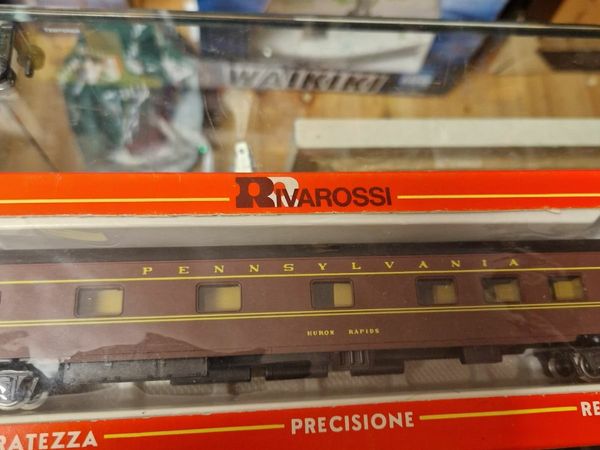 WAIKIKI
RIVAROSSI
PENNSYLVANIA
HURON RAPIDS
RATEZZA PRECISIONE RE